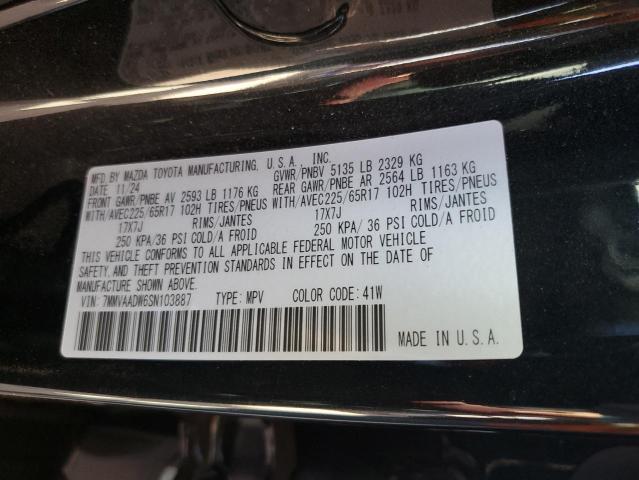 MFD. BY MAZDA TOYOTA MANUFACTURING, U.S.A., INC.
DATE 11/24 GVWR/PNBV 5135 LB 2329 KG
FRONT GAWR/PNBE AV 2593 LB 1176 KG REAR GAWR/PNBE AR 2564 LB 1163 KG
WITH/AVEC225/65R17 102H TIRES/PNEUS WITH/AVEC225/65R17 102H TIRES/PNEUS
17X7J RIMS/JANTES 17X7J RIMS/JANTES
250 KPA/ 36 PSI COLD/A FROID 250 KPA/ 36 PSI COLD/A FROID
THIS VEHICLE CONFORMS TO ALL APPLICABLE FEDERAL MOTOR VEHICLE
SAFETY,AND THEFT PREVENTION STANDARDS IN EFFECT ON THE DATE OF
MANUFACTURE SHOWN ABOVE.
VIN: 7MMVAADW6SN103887 TYPE: MPV COLOR CODE: 41W
MADE IN U.S.A.